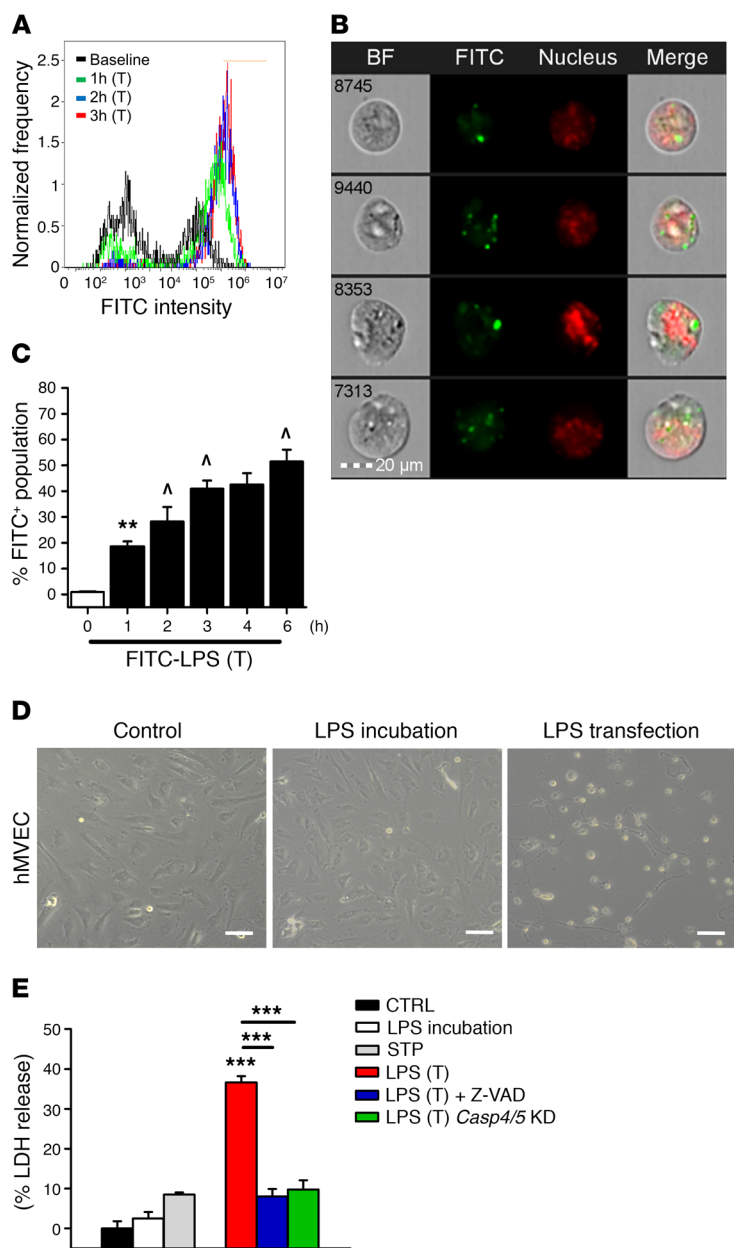 A
Normalized frequency
2.5
2
1.5
1
0.5
0
Baseline
1h (T)
2h (T)
3h (T)
0 10² 10³ 10⁴ 10⁵ 10⁶ 10⁷
FITC intensity
B
BF FITC Nucleus Merge
8745
9440
8353
7313
20 µm
C
% FITC⁺ population
80
70
60
50
40
30
20
10
0
** ^ ^ ^
0 1 2 3 4 6 (h)
FITC-LPS (T)
D
Control LPS incubation LPS transfection
hMVEC
E
(% LDH release)
50
40
30
20
10
0
***
***
***
CTRL
LPS incubation
STP
LPS (T)
LPS (T) + Z-VAD
LPS (T) Casp4/5 KD